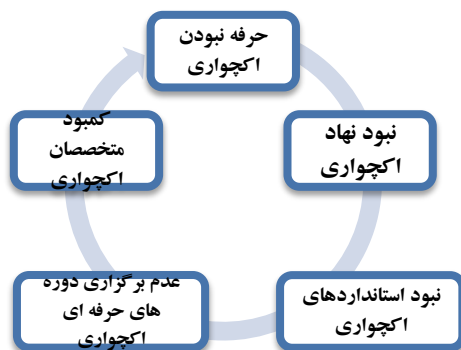 حرفه نبودن
اکچواری
نبود نهاد
اکچواری
نبود استانداردهای
اکچواری
عدم برگزاری دوره
های حرفه ای
اکچواری
کمبود
متخصصان
اکچواری